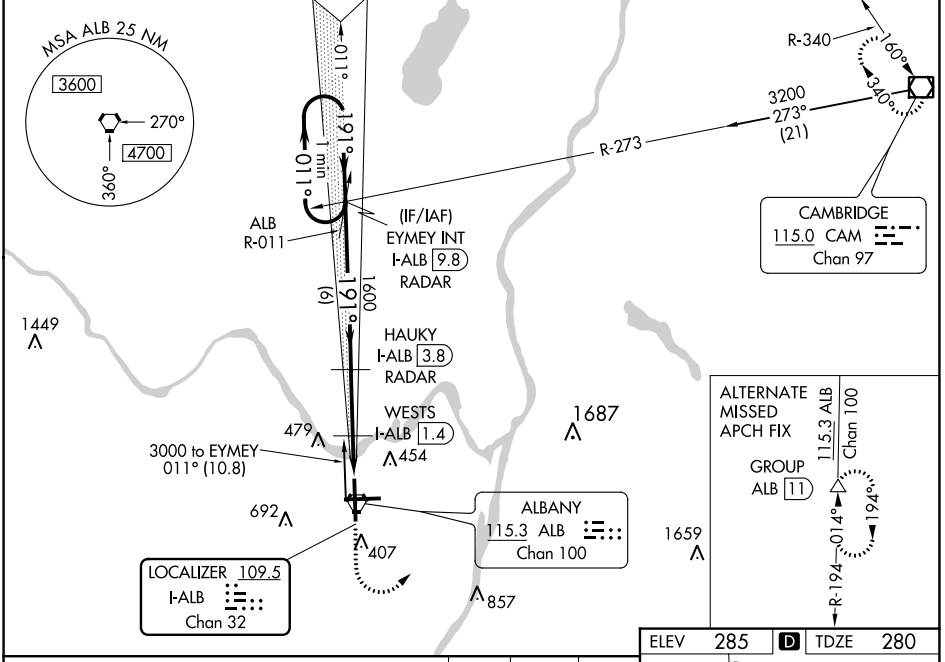 MSA ALB 25 NM
3600
270°
4700
360°
011°
191°
1 min
011°
ALB
R-011
(IF/IAF)
EYMEY INT
I-ALB 9.8
RADAR
R-340
160°
340°
3200
273°
(21)
R-273
CAMBRIDGE
115.0 CAM
Chan 97
1600
191°
(6)
1449
HAUKY
I-ALB 3.8
RADAR
WESTS
I-ALB 1.4
479
454
1687
3000 to EYMEY
011° (10.8)
692
407
ALBANY
115.3 ALB
Chan 100
LOCALIZER 109.5
I-ALB
Chan 32
857
1659
ALTERNATE
MISSED
APCH FIX
115.3 ALB
Chan 100
GROUP
ALB 11
014°
194°
R-194
ELEV 285 D TDZE 280